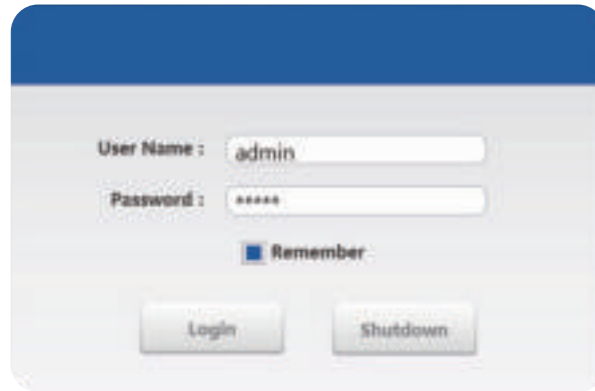 User Name : admin
Password : *****
Remember
Login Shutdown